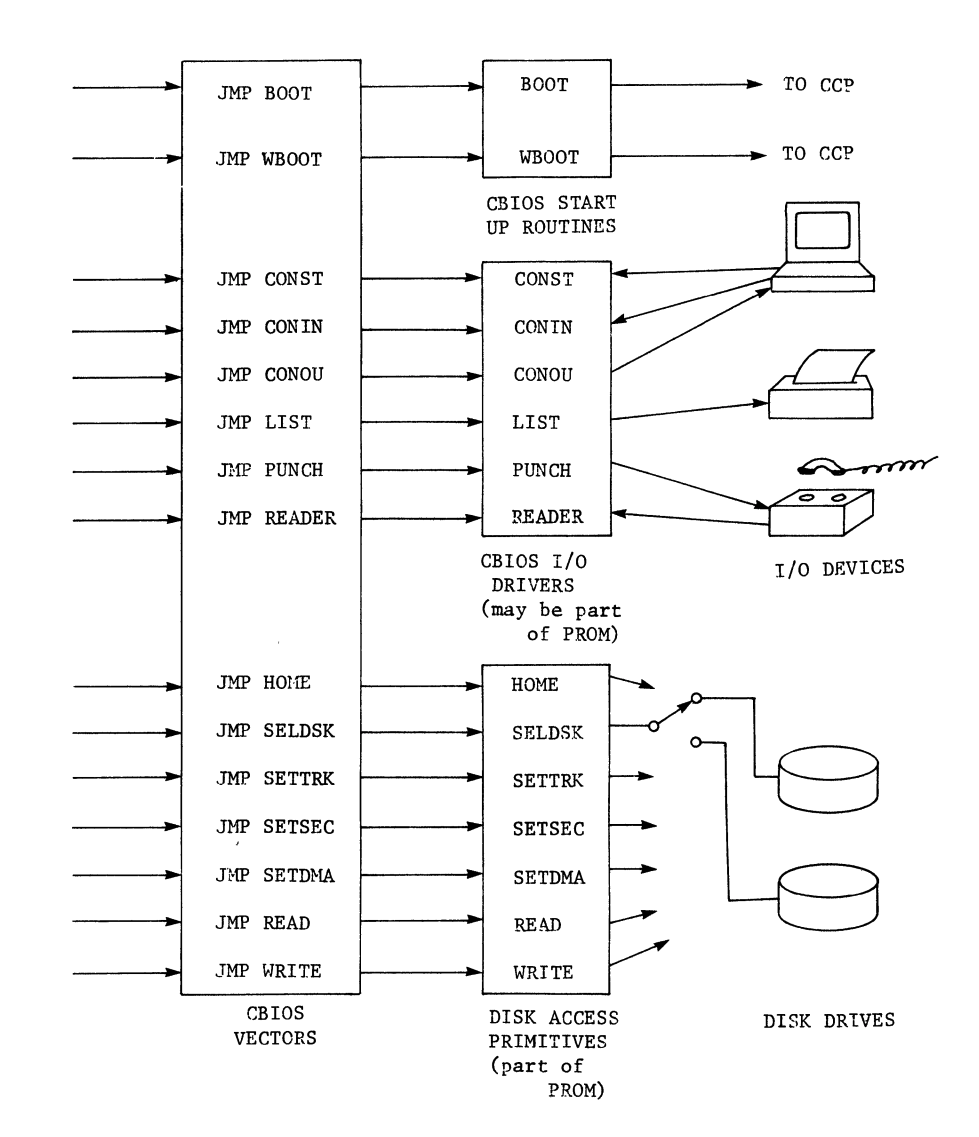 JMP BOOT
BOOT
TO CCP
JMP WBOOT
WBOOT
TO CCP
CBIOS START
UP ROUTINES
JMP CONST
CONST
JMP CONIN
CONIN
JMP CONOU
CONOU
JMP LIST
LIST
JMP PUNCH
PUNCH
JMP READER
READER
CBIOS I/O
DRIVERS
(may be part
of PROM)
I/O DEVICES
JMP HOME
HOME
JMP SELDSK
SELDSK
JMP SETTRK
SETTRK
JMP SETSEC
SETSEC
JMP SETDMA
SETDMA
JMP READ
READ
JMP WRITE
WRITE
CBIOS
VECTORS
DISK ACCESS
PRIMITIVES
(part of
PROM)
DISK DRIVES